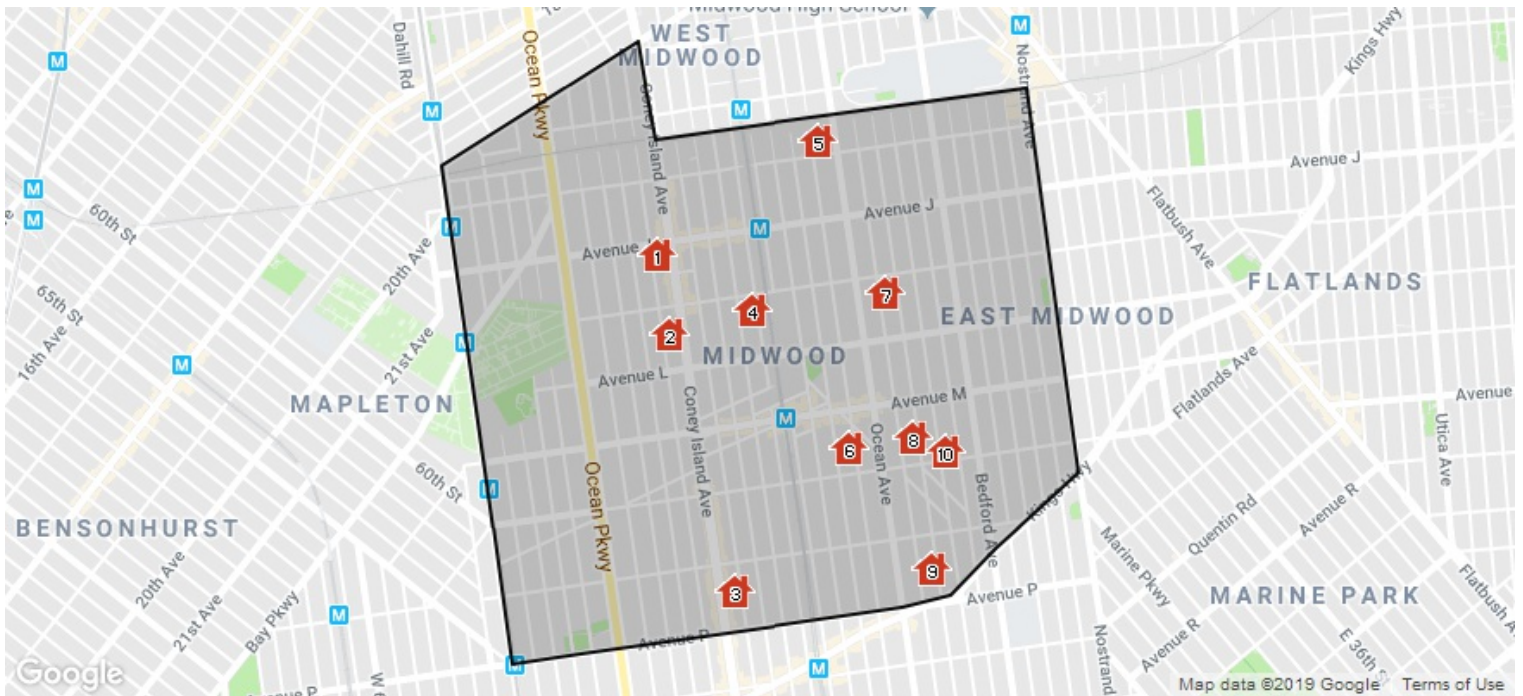 Midwood High School
WEST
MIDWOOD
Dahill Rd
Ocean Pkwy
Coney Island Ave
Nostrand Ave
Kings Hwy
M
M
M
M
5
Avenue J
Flatbush Ave
M
M
60th St
20th Ave
Avenue J
M
M
Avenue
1
FLATLANDS
65th St
7
4
EAST MIDWOOD
2
M
16th Ave
21st Ave
MIDWOOD
M
Avenue L
MAPLETON
Coney Island Ave
Avenue M
Flatlands Ave
Avenue
M
8
6
10
Ocean Ave
Utica Ave
60th St
Ocean Pkwy
M
Bedford Ave
Kings Hwy
Avenue R
Quentin Rd
BENSONHURST
20th Ave
21st Ave
Bay Pkwy
9
3
Marine Pkwy
Avenue P
MARINE PARK
Flatbush
M
Avenue P
Nostrand
Avenue R
E 36th St
M
M
Google
W 6
Avenue P
Map data ©2019 Google
Terms of Use